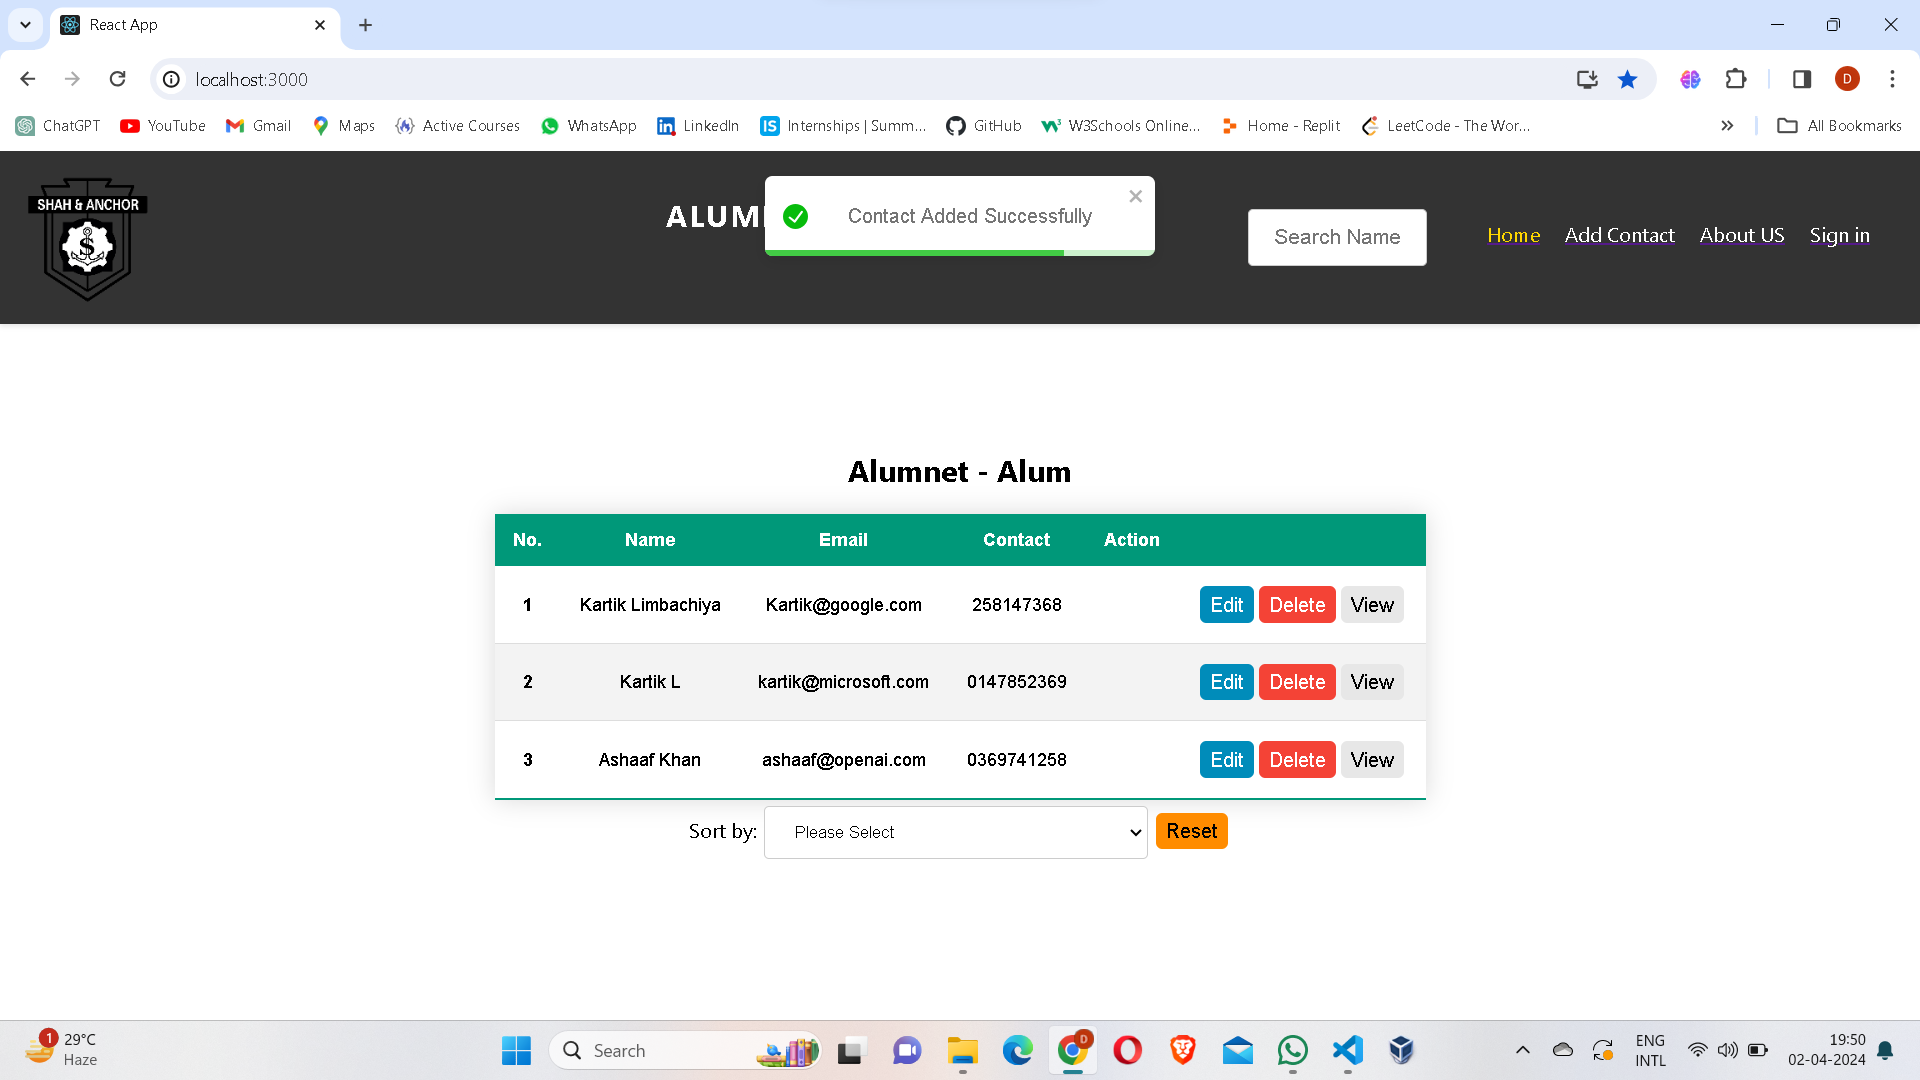 React App
localhost:3000
D
ChatGPT YouTube Gmail Maps Active Courses WhatsApp LinkedIn Internships | Summ... GitHub W3Schools Online... Home - Replit LeetCode - The Wor... All Bookmarks
SHAH & ANCHOR
Contact Added Successfully
Search Name
Home Add Contact About US Sign in
Alumnet - Alum
No. Name Email Contact Action
1 Kartik Limbachiya Kartik@google.com 258147368 Edit Delete View
2 Kartik L kartik@microsoft.com 0147852369 Edit Delete View
3 Ashaaf Khan ashaaf@openai.com 0369741258 Edit Delete View
Sort by: Please Select Reset
1 29°C
Haze
Search
D
ENG
INTL
19:50
02-04-2024